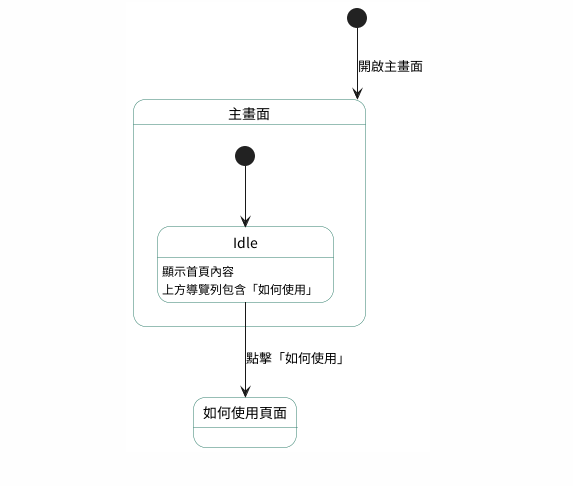 開啟主畫面
主畫面
Idle
顯示首頁內容
上方導覽列包含「如何使用」
點擊「如何使用」
如何使用頁面